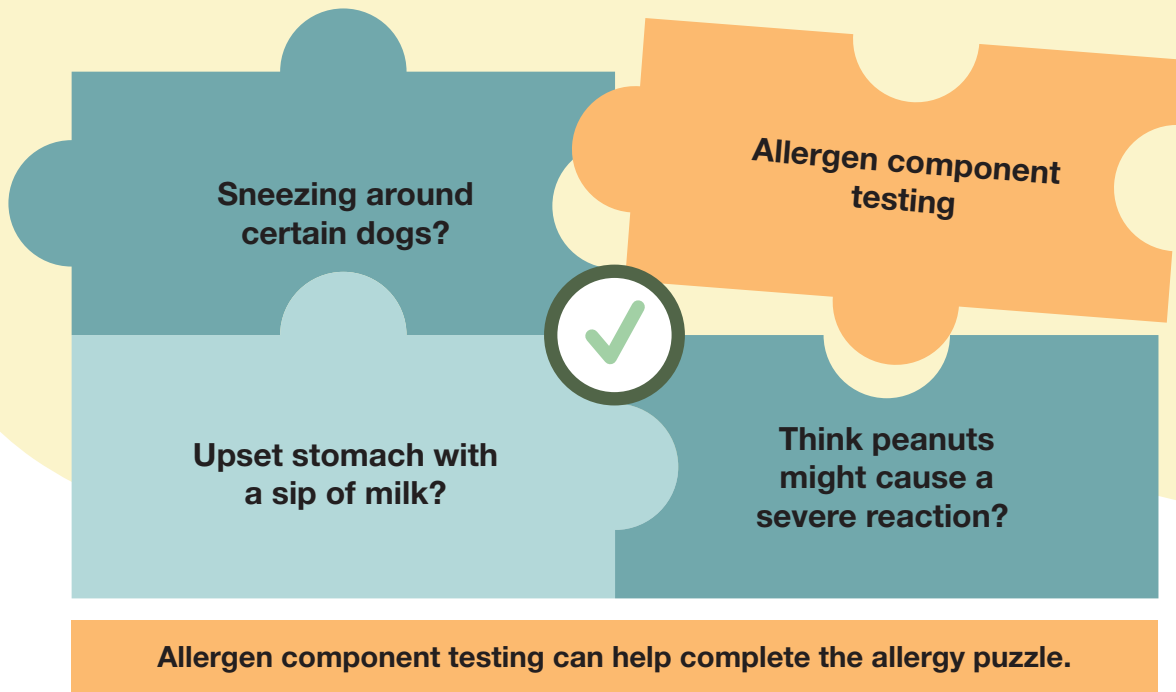 Sneezing around
certain dogs?
Allergen component
testing
Upset stomach with
a sip of milk?
Think peanuts
might cause a
severe reaction?
Allergen component testing can help complete the allergy puzzle.